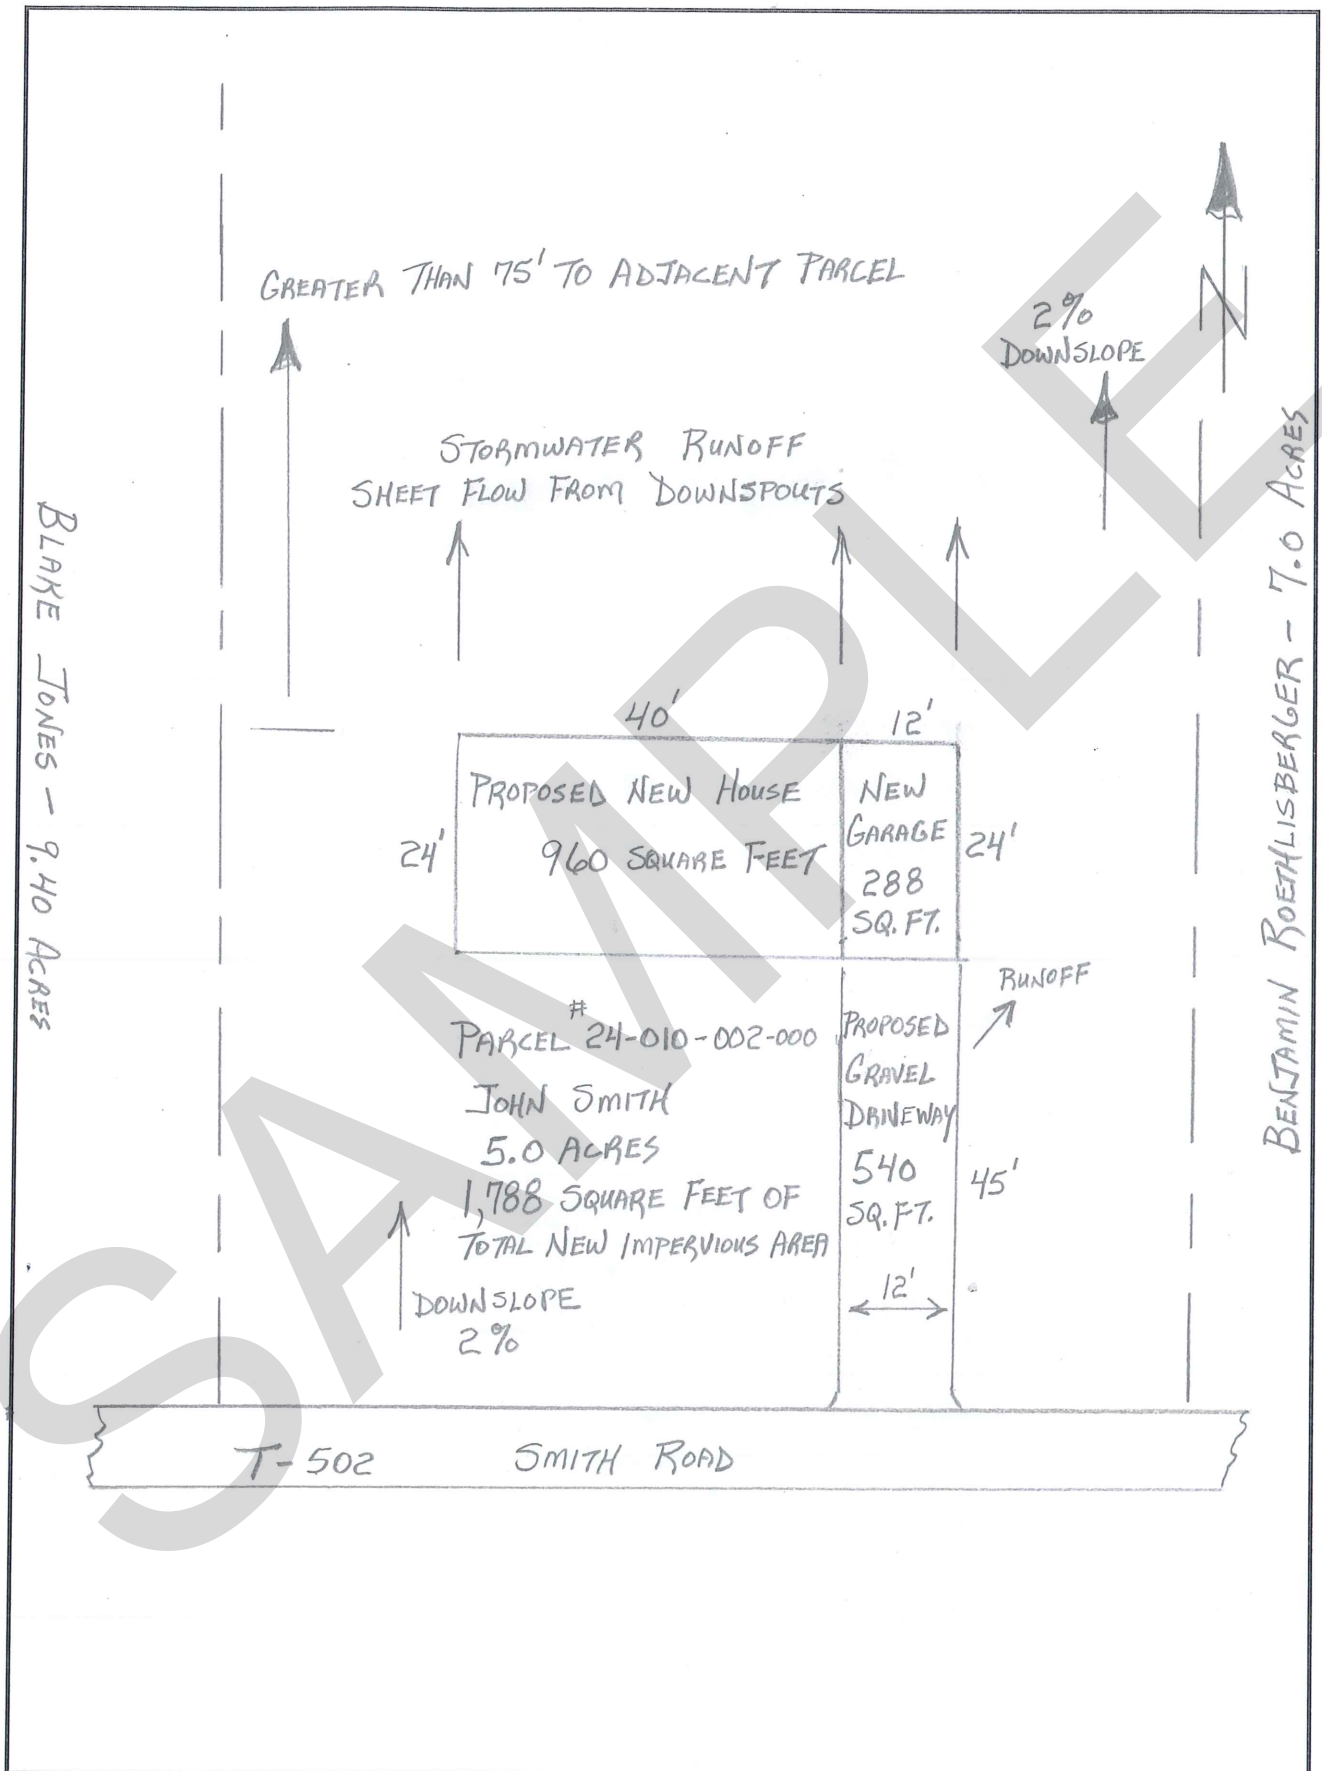 GREATER THAN 75' TO ADJACENT PARCEL
N
2%
DOWNSLOPE
STORMWATER RUNOFF
SHEET FLOW FROM DOWNSPOUTS
BLAKE JONES - 9.40 ACRES
BENJAMIN ROETHLISBERGER - 7.0 ACRES
40'
12'
PROPOSED NEW HOUSE
960 SQUARE FEET
24'
NEW
GARAGE
288
SQ. FT.
24'
RUNOFF
PARCEL #24-010-002-000
JOHN SMITH
5.0 ACRES
1,788 SQUARE FEET OF
TOTAL NEW IMPERVIOUS AREA
PROPOSED
GRAVEL
DRIVEWAY
540
SQ. FT.
45'
12'
DOWNSLOPE
2%
T-502 SMITH ROAD
SAMPLE